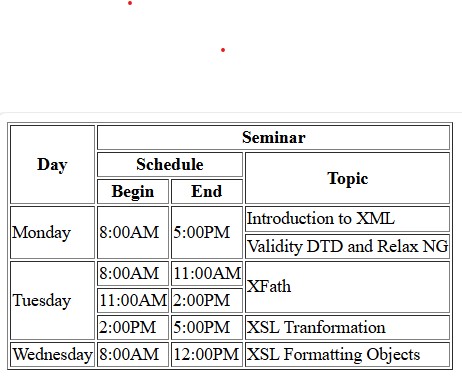 Seminar
Day
Schedule
Topic
Begin End
Monday 8:00AM 5:00PM Introduction to XML
Validity DTD and Relax NG
Tuesday 8:00AM 11:00AM XFath
11:00AM 2:00PM
2:00PM 5:00PM XSL Tranformation
Wednesday 8:00AM 12:00PM XSL Formatting Objects